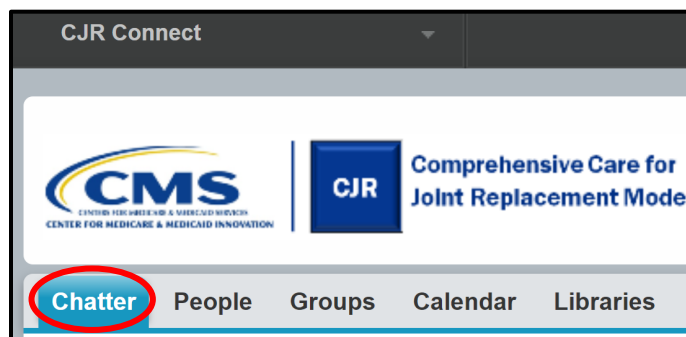 CJR Connect
CMS
CENTERS FOR MEDICARE & MEDICAID SERVICES
CENTER FOR MEDICARE & MEDICAID INNOVATION
CJR
Comprehensive Care for
Joint Replacement Mode
Chatter People Groups Calendar Libraries